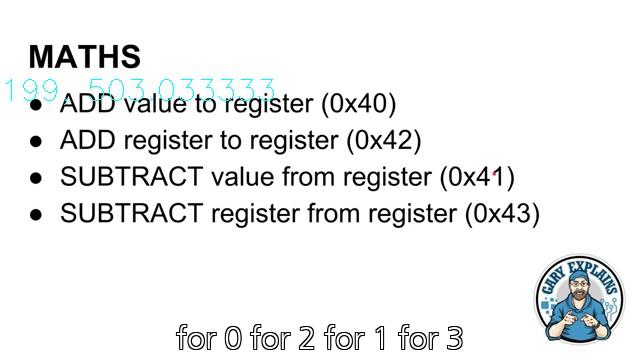 MATHS
199, 503.033333
● ADD value to register (0x40)
● ADD register to register (0x42)
● SUBTRACT value from register (0x41)
● SUBTRACT register from register (0x43)
GARY EXPLAINS
for 0 for 2 for 1 for 3